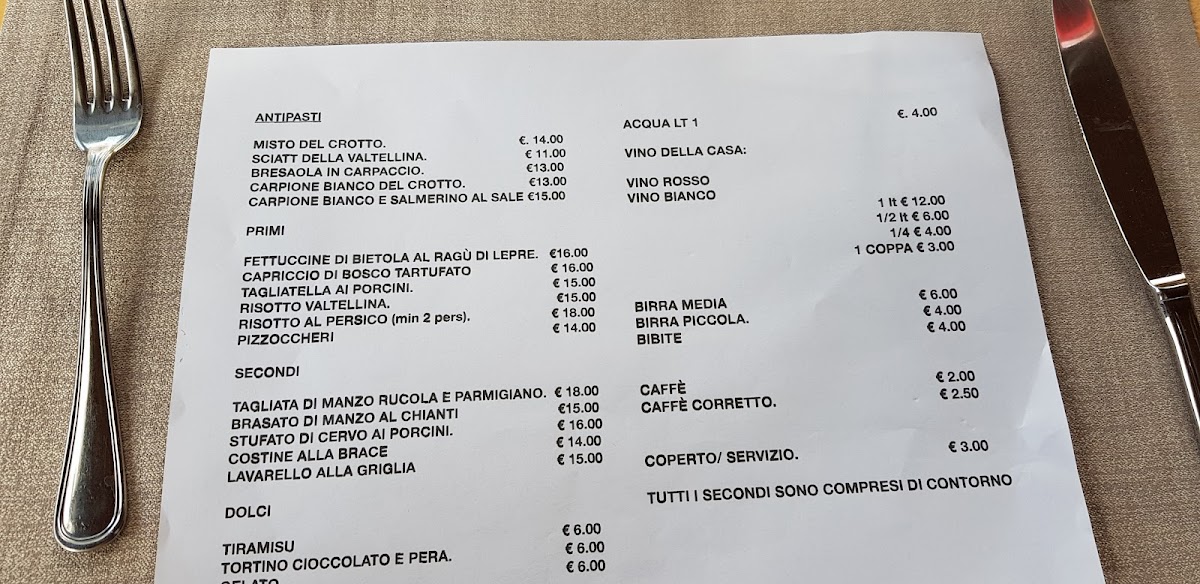 ANTIPASTI
MISTO DEL CROTTO. €. 14.00
SCIATT DELLA VALTELLINA. € 11.00
BRESAOLA IN CARPACCIO. €13.00
CARPIONE BIANCO DEL CROTTO. €13.00
CARPIONE BIANCO E SALMERINO AL SALE €15.00
PRIMI
FETTUCCINE DI BIETOLA AL RAGÙ DI LEPRE. €16.00
CAPRICCIO DI BOSCO TARTUFATO € 16.00
TAGLIATELLA AI PORCINI. € 15.00
RISOTTO VALTELLINA. €15.00
RISOTTO AL PERSICO (min 2 pers). € 18.00
PIZZOCCHERI € 14.00
SECONDI
TAGLIATA DI MANZO RUCOLA E PARMIGIANO. € 18.00
BRASATO DI MANZO AL CHIANTI €15.00
STUFATO DI CERVO AI PORCINI. € 16.00
COSTINE ALLA BRACE € 14.00
LAVARELLO ALLA GRIGLIA € 15.00
DOLCI
TIRAMISU € 6.00
TORTINO CIOCCOLATO E PERA. € 6.00
GELATO € 6.00
ACQUA LT 1 €. 4.00
VINO DELLA CASA:
VINO ROSSO
VINO BIANCO
1 lt € 12.00
1/2 lt € 6.00
1/4 € 4.00
1 COPPA € 3.00
BIRRA MEDIA € 6.00
BIRRA PICCOLA. € 4.00
BIBITE € 4.00
CAFFÈ € 2.00
CAFFÈ CORRETTO. € 2.50
COPERTO/ SERVIZIO. € 3.00
TUTTI I SECONDI SONO COMPRESI DI CONTORNO